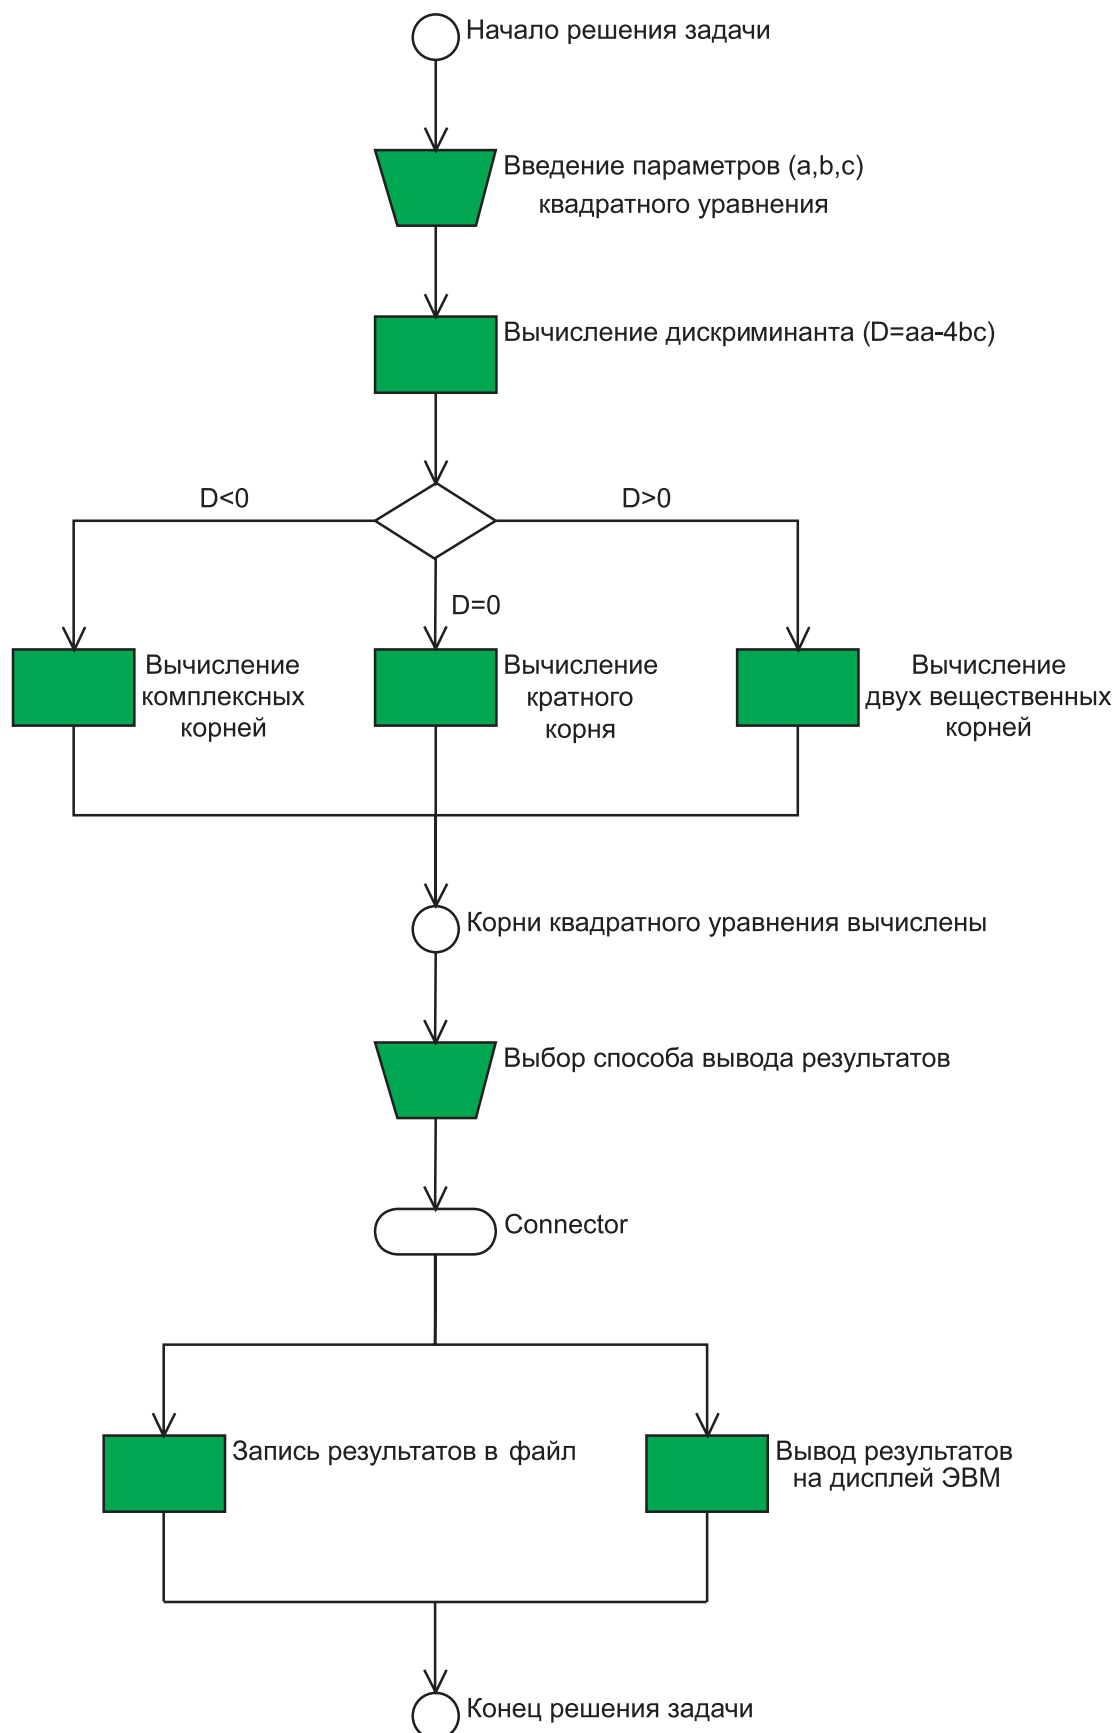 Начало решения задачи
Введение параметров (a,b,c)
квадратного уравнения
Вычисление дискриминанта (D=aa-4bc)
D<0
D>0
D=0
Вычисление
комплексных
корней
Вычисление
кратного
корня
Вычисление
двух вещественных
корней
Корни квадратного уравнения вычислены
Выбор способа вывода результатов
Connector
Запись результатов в файл
Вывод результатов
на дисплей ЭВМ
Конец решения задачи